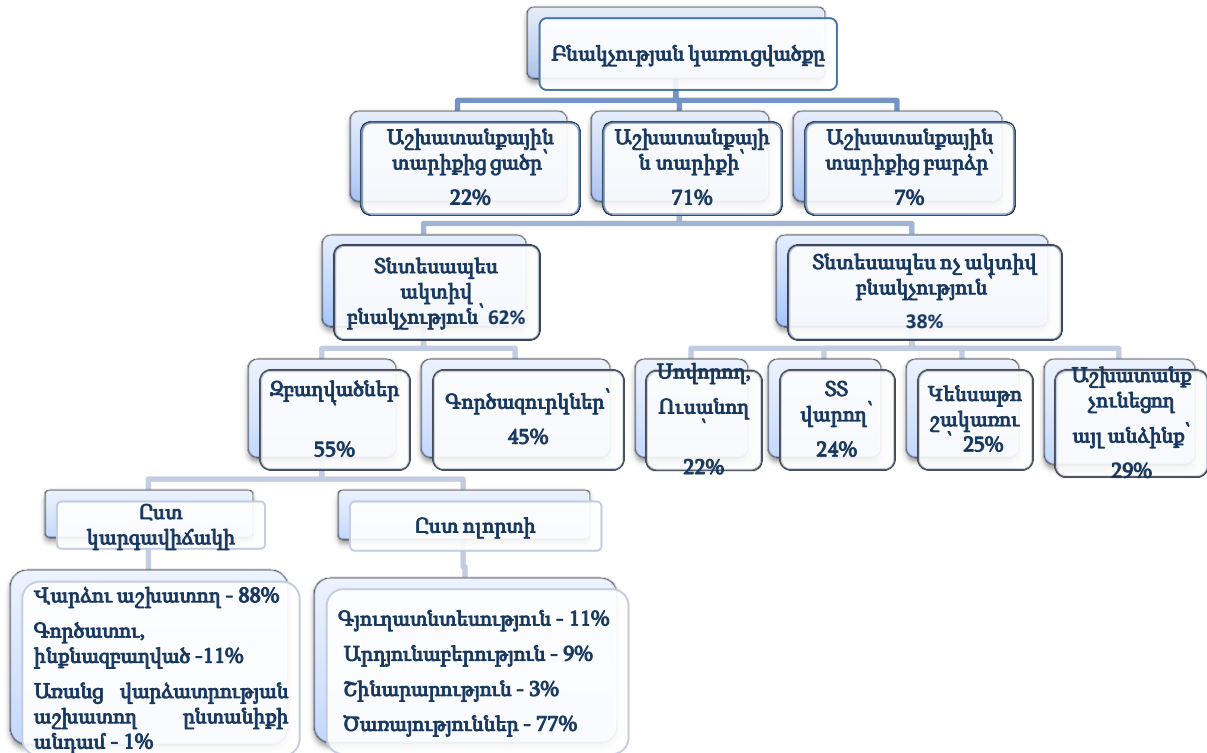 Բնակչության կառուցվածքը
Աշխատանքային
տարիքից ցածր՝
22%
Աշխատանքայի
ն տարիքի՝
71%
Աշխատանքային
տարիքից բարձր՝
7%
Տնտեսապես
ակտիվ
բնակչություն՝ 62%
Տնտեսապես ոչ ակտիվ
բնակչություն՝
38%
Զբաղվածներ
՝
55%
Գործազուրկներ՝
45%
Սովորող,
Ուսանող
՝
22%
ՏՏ
վարող՝
24%
Կենսաթո
շակառու
՝ 25%
Աշխատանք
չունեցող
այլ անձինք՝
29%
Ըստ
կարգավիճակի
Ըստ ոլորտի
Վարձու աշխատող - 88%
Գործատու,
ինքնազբաղված -11%
Առանց վարձատրության
աշխատող ընտանիքի
անդամ - 1%
Գյուղատնտեսություն - 11%
Արդյունաբերություն - 9%
Շինարարություն - 3%
Ծառայություններ - 77%